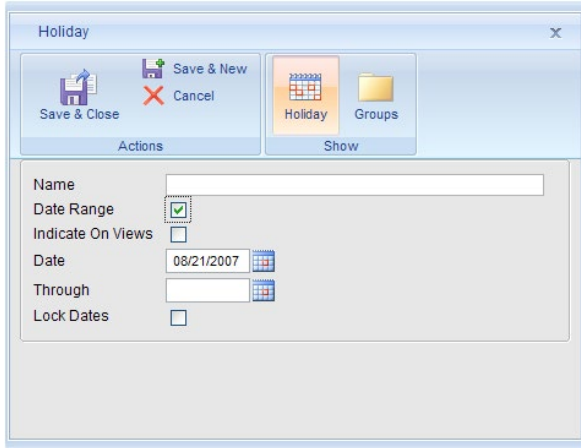 Holiday
Save & New
Cancel
Save & Close
Holiday
Groups
Actions
Show
Name
Date Range
Indicate On Views
Date 08/21/2007
Through
Lock Dates